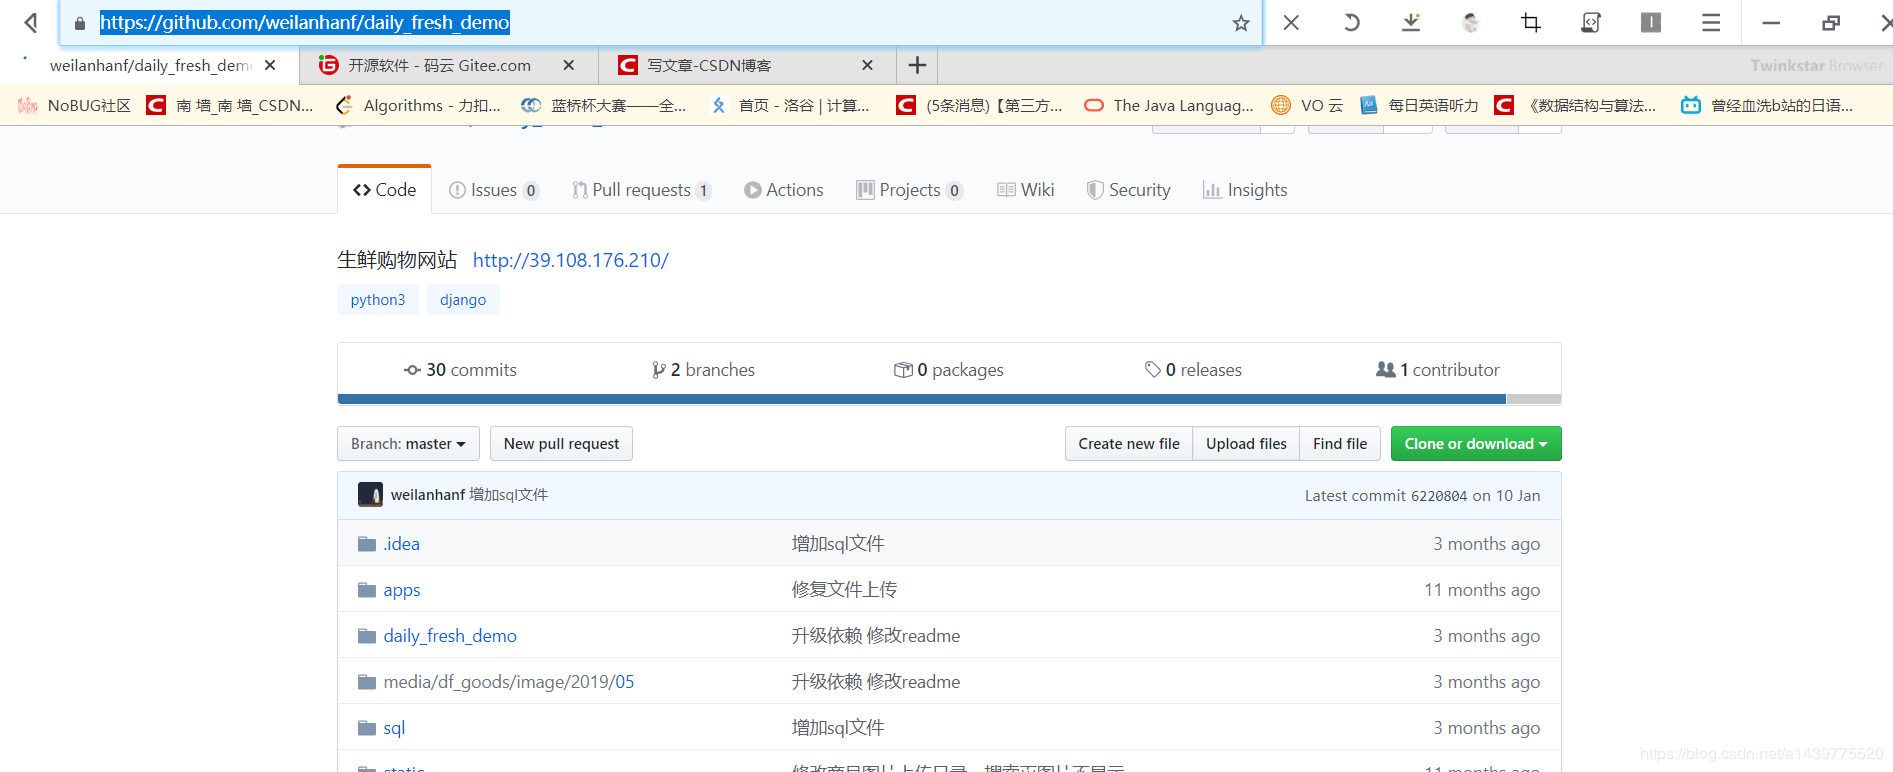 https://github.com/weilanhanf/daily_fresh_demo
weilanhanf/daily_fresh_dem
开源软件 - 码云 Gitee.com
写文章-CSDN博客
Twinkstar Browser
NoBUG社区
南 墙_南 墙_CSDN...
Algorithms - 力扣...
蓝桥杯大赛——全...
首页 - 洛谷 | 计算...
(5条消息)【第三方...
The Java Languag...
VO 云
每日英语听力
《数据结构与算法...
曾经血洗b站的日语...
Code
Issues 0
Pull requests 1
Actions
Projects 0
Wiki
Security
Insights
生鲜购物网站 http://39.108.176.210/
python3 django
30 commits
2 branches
0 packages
0 releases
1 contributor
Branch: master
New pull request
Create new file
Upload files
Find file
Clone or download
weilanhanf 增加sql文件
Latest commit 6220804 on 10 Jan
.idea 增加sql文件 3 months ago
apps 修复文件上传 11 months ago
daily_fresh_demo 升级依赖 修改readme 3 months ago
media/df_goods/image/2019/05 升级依赖 修改readme 3 months ago
sql 增加sql文件 3 months ago
static 11 months ago
https://blog.csdn.net/a1439775520